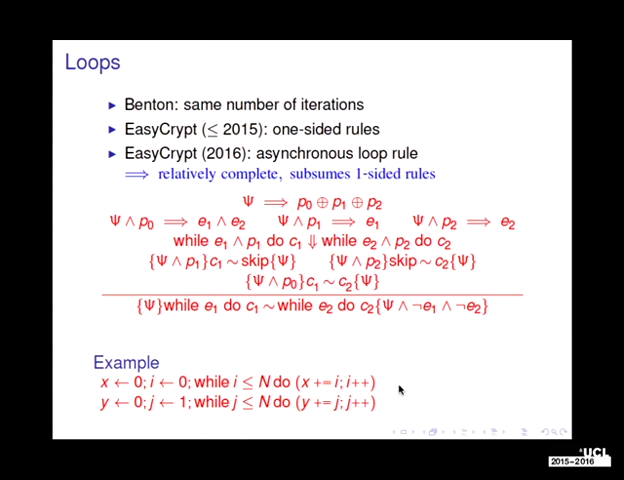 Loops
▶ Benton: same number of iterations
▶ EasyCrypt (≤ 2015): one-sided rules
▶ EasyCrypt (2016): asynchronous loop rule
⟹ relatively complete, subsumes 1-sided rules
Ψ ⟹ p₀ ⊕ p₁ ⊕ p₂
Ψ ∧ p₀ ⟹ e₁ ∧ e₂ Ψ ∧ p₁ ⟹ e₁ Ψ ∧ p₂ ⟹ e₂
while e₁ ∧ p₁ do c₁ ⇓ while e₂ ∧ p₂ do c₂
{Ψ ∧ p₁}c₁ ∼ skip{Ψ} {Ψ ∧ p₂}skip ∼ c₂{Ψ}
{Ψ ∧ p₀}c₁ ∼ c₂{Ψ}
{Ψ}while e₁ do c₁ ∼ while e₂ do c₂{Ψ ∧ ¬e₁ ∧ ¬e₂}
Example
x ← 0; i ← 0; while i ≤ N do (x += i; i++)
y ← 0; j ← 1; while j ≤ N do (y += j; j++)
UCL
2015–2016